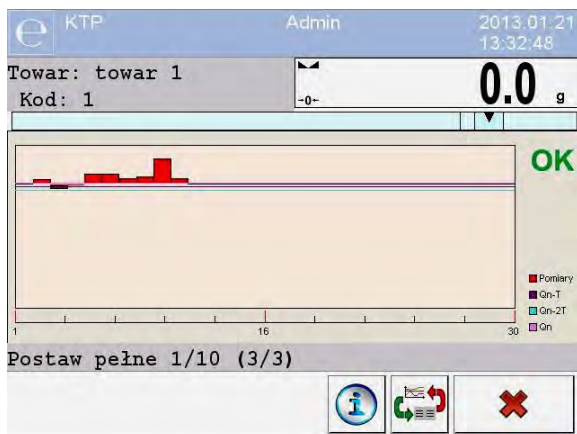 e KTP Admin 2013.01.21
13:32:48
Towar: towar 1
Kod: 1
0.0 g
→0←
OK
Pomiary
Qn-T
Qn-2T
Qn
1 16 30
Postaw pełne 1/10 (3/3)
i